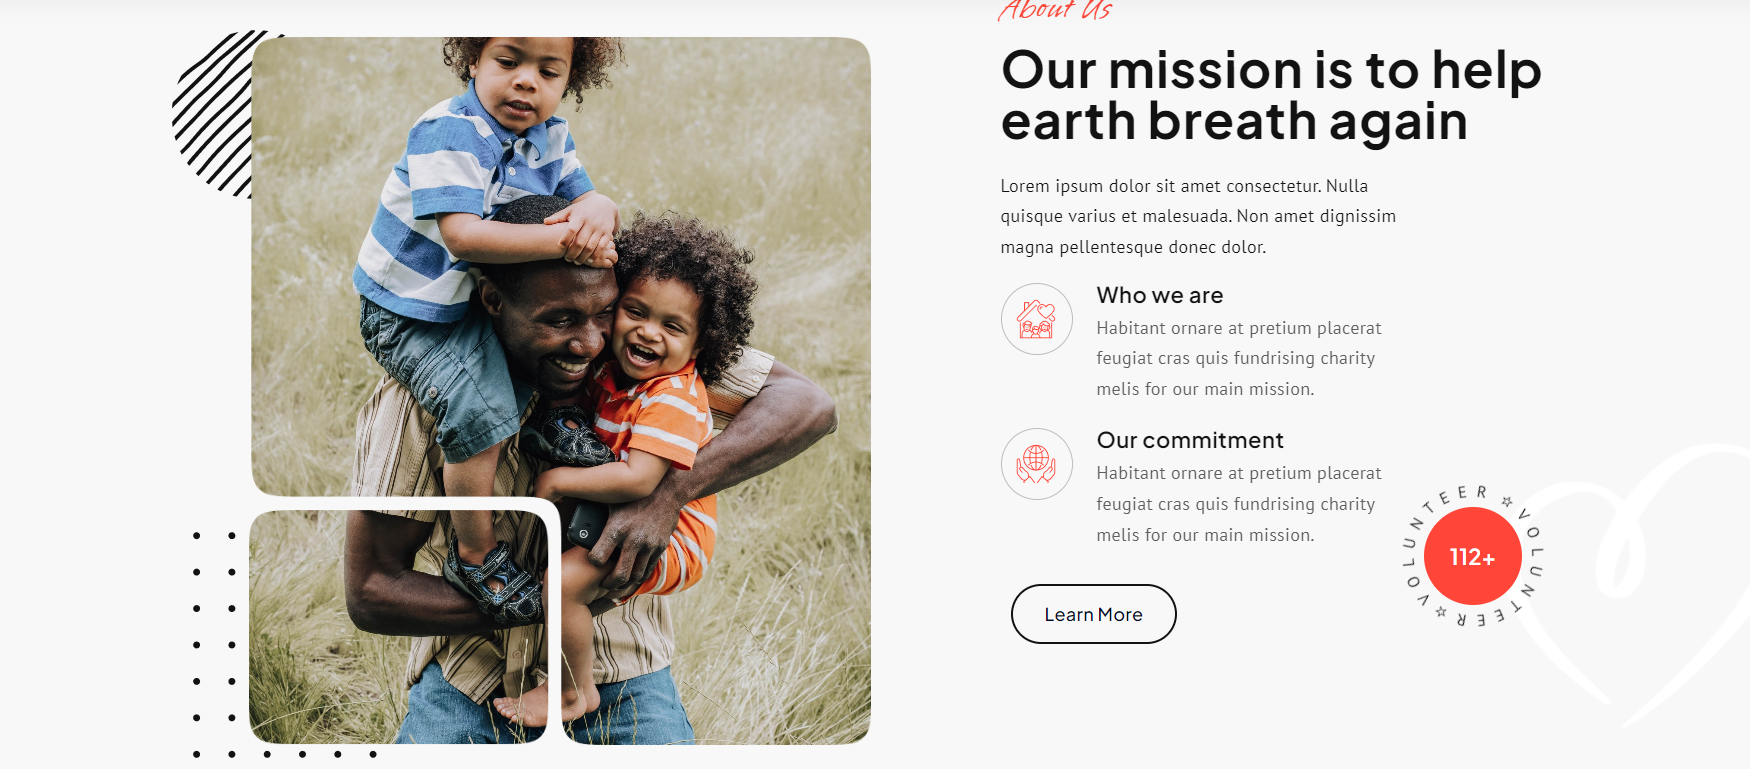 About Us
Our mission is to help
earth breath again
Lorem ipsum dolor sit amet consectetur. Nulla
quisque varius et malesuada. Non amet dignissim
magna pellentesque donec dolor.
Who we are
Habitant ornare at pretium placerat
feugiat cras quis fundrising charity
melis for our main mission.
Our commitment
Habitant ornare at pretium placerat
feugiat cras quis fundrising charity
melis for our main mission.
VOLUNTEER ☆ VOLUNTEER ☆
112+
Learn More